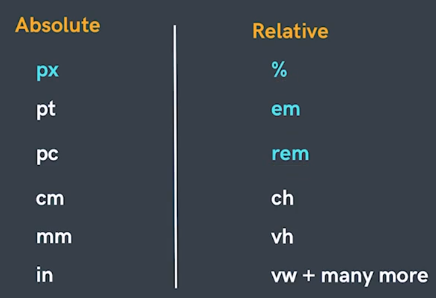 Absolute
px
pt
pc
cm
mm
in
Relative
%
em
rem
ch
vh
vw + many more